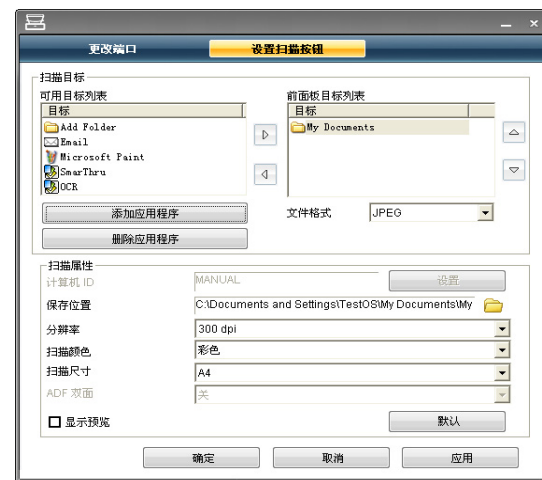 更改端口 设置扫描按钮
扫描目标
可用目标列表
目标
Add Folder
Email
Microsoft Paint
SmarThru
OCR
添加应用程序
删除应用程序
前面板目标列表
目标
My Documents
文件格式 JPEG
扫描属性
计算机 ID MANUAL 设置
保存位置 C:\Documents and Settings\TestOS\My Documents\My
分辨率 300 dpi
扫描颜色 彩色
扫描尺寸 A4
ADF 双面 关
显示预览 默认
确定 取消 应用